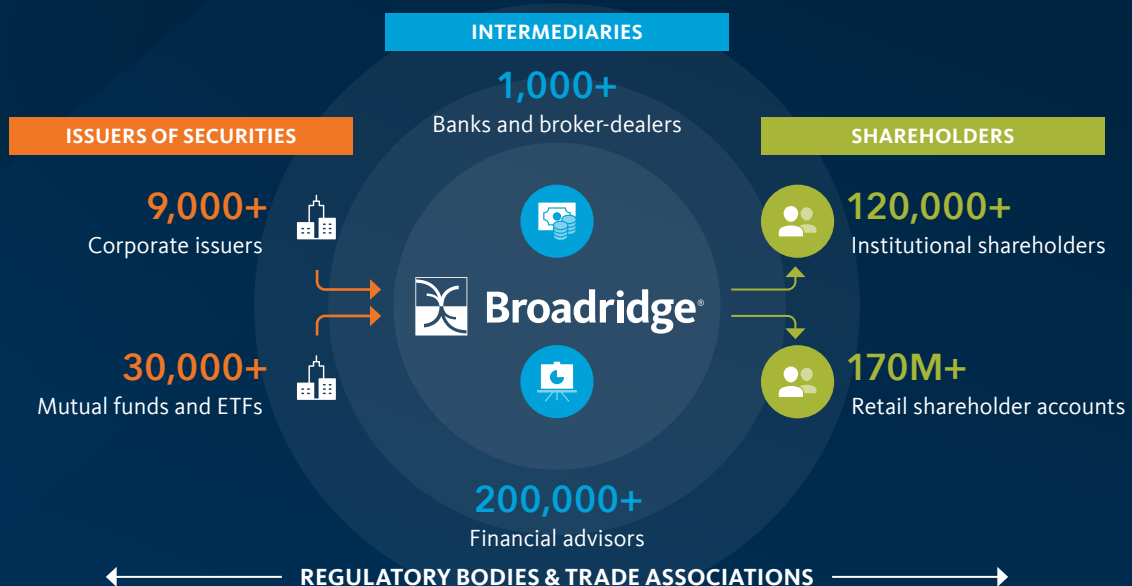 INTERMEDIARIES
1,000+
Banks and broker-dealers
ISSUERS OF SECURITIES
9,000+
Corporate issuers
30,000+
Mutual funds and ETFs
Broadridge®
SHAREHOLDERS
120,000+
Institutional shareholders
170M+
Retail shareholder accounts
200,000+
Financial advisors
REGULATORY BODIES & TRADE ASSOCIATIONS